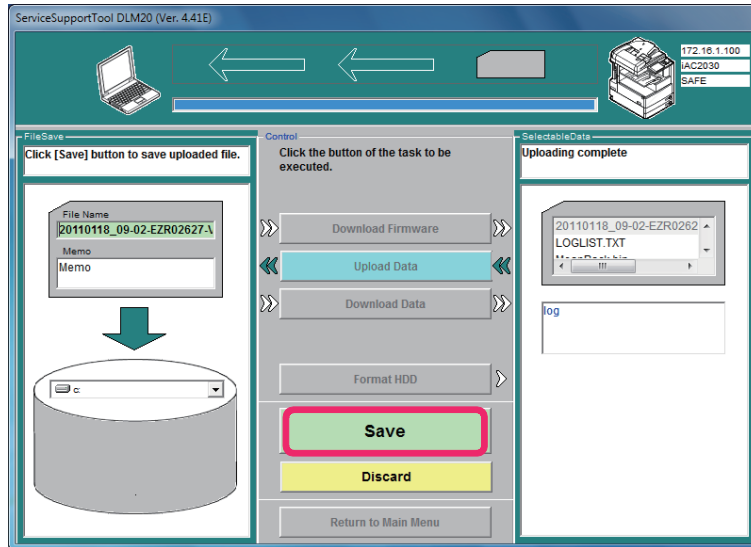 ServiceSupportTool DLM20 (Ver. 4.41E)
172.16.1.100
iAC2030
SAFE
FileSave
Click [Save] button to save uploaded file.
File Name
20110118_09-02-EZR02627-V
Memo
Memo
c:
Control
Click the button of the task to be
executed.
Download Firmware
Upload Data
Download Data
Format HDD
Save
Discard
Return to Main Menu
SelectableData
Uploading complete
20110118_09-02-EZR0262
LOGLIST.TXT
log